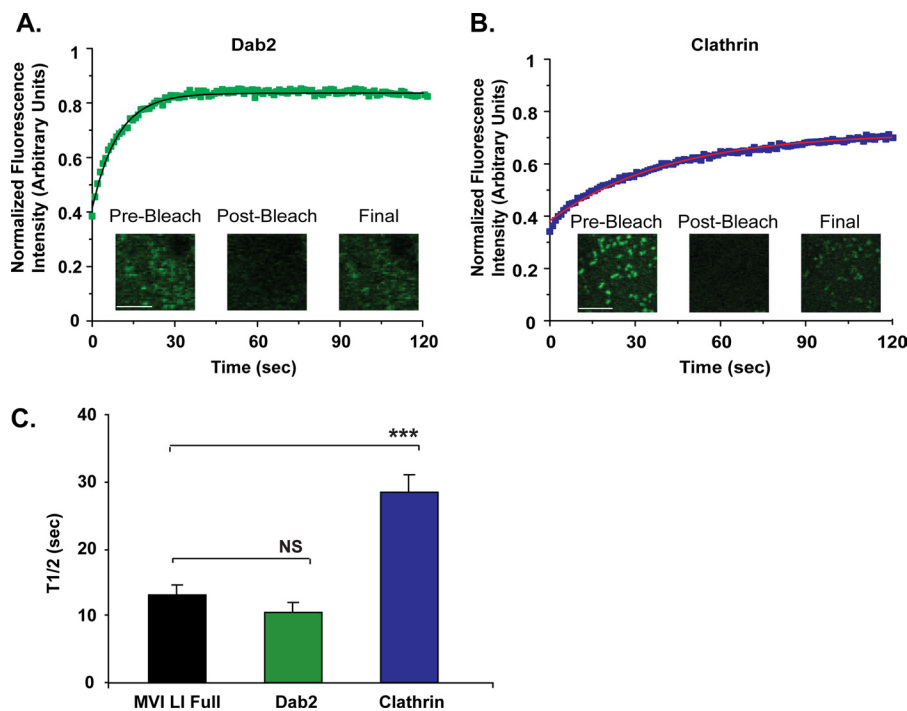 A.
Dab2
Normalized Fluorescence
Intensity (Arbitrary Units)
1
0.8
0.6
0.4
0.2
0
Pre-Bleach Post-Bleach Final
0 30 60 90 120
Time (sec)
B.
Clathrin
Normalized Fluorescence
Intensity (Arbitrary Units)
1
0.8
0.6
0.4
0.2
0
Pre-Bleach Post-Bleach Final
0 30 60 90 120
Time (sec)
C.
T1/2 (sec)
40
30
20
10
0
***
NS
MVI LI Full Dab2 Clathrin